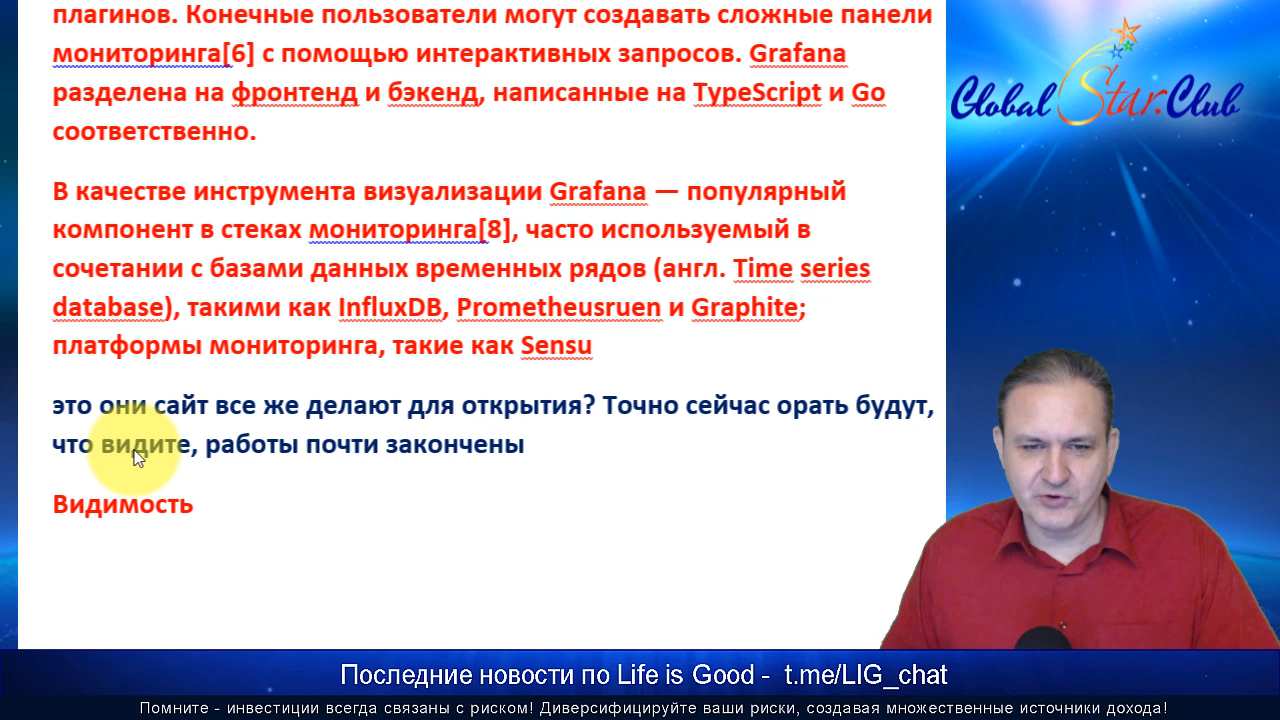 плагинов. Конечные пользователи могут создавать сложные панели
мониторинга[6] с помощью интерактивных запросов. Grafana
разделена на фронтенд и бэкенд, написанные на TypeScript и Go
соответственно.
В качестве инструмента визуализации Grafana — популярный
компонент в стеках мониторинга[8], часто используемый в
сочетании с базами данных временных рядов (англ. Time series
database), такими как InfluxDB, Prometheusruen и Graphite;
платформы мониторинга, такие как Sensu
это они сайт все же делают для открытия? Точно сейчас орать будут,
что видите, работы почти закончены
Видимость
Global Star.Club
Последние новости по Life is Good - t.me/LIG_chat
Помните - инвестиции всегда связаны с риском! Диверсифицируйте ваши риски, создавая множественные источники дохода!